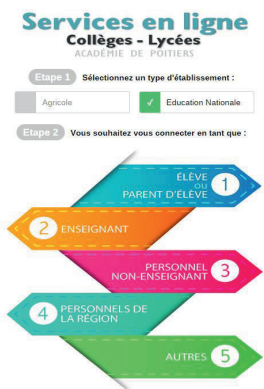 Services en ligne
Collèges - Lycées
ACADÉMIE DE POITIERS
Etape 1 Sélectionnez un type d'établissement :
Agricole
Education Nationale
Etape 2 Vous souhaitez vous connecter en tant que :
ÉLÈVE
OU
PARENT D'ÉLÈVE
1
2 ENSEIGNANT
PERSONNEL
NON-ENSEIGNANT
3
4 PERSONNELS DE
LA RÉGION
AUTRES 5